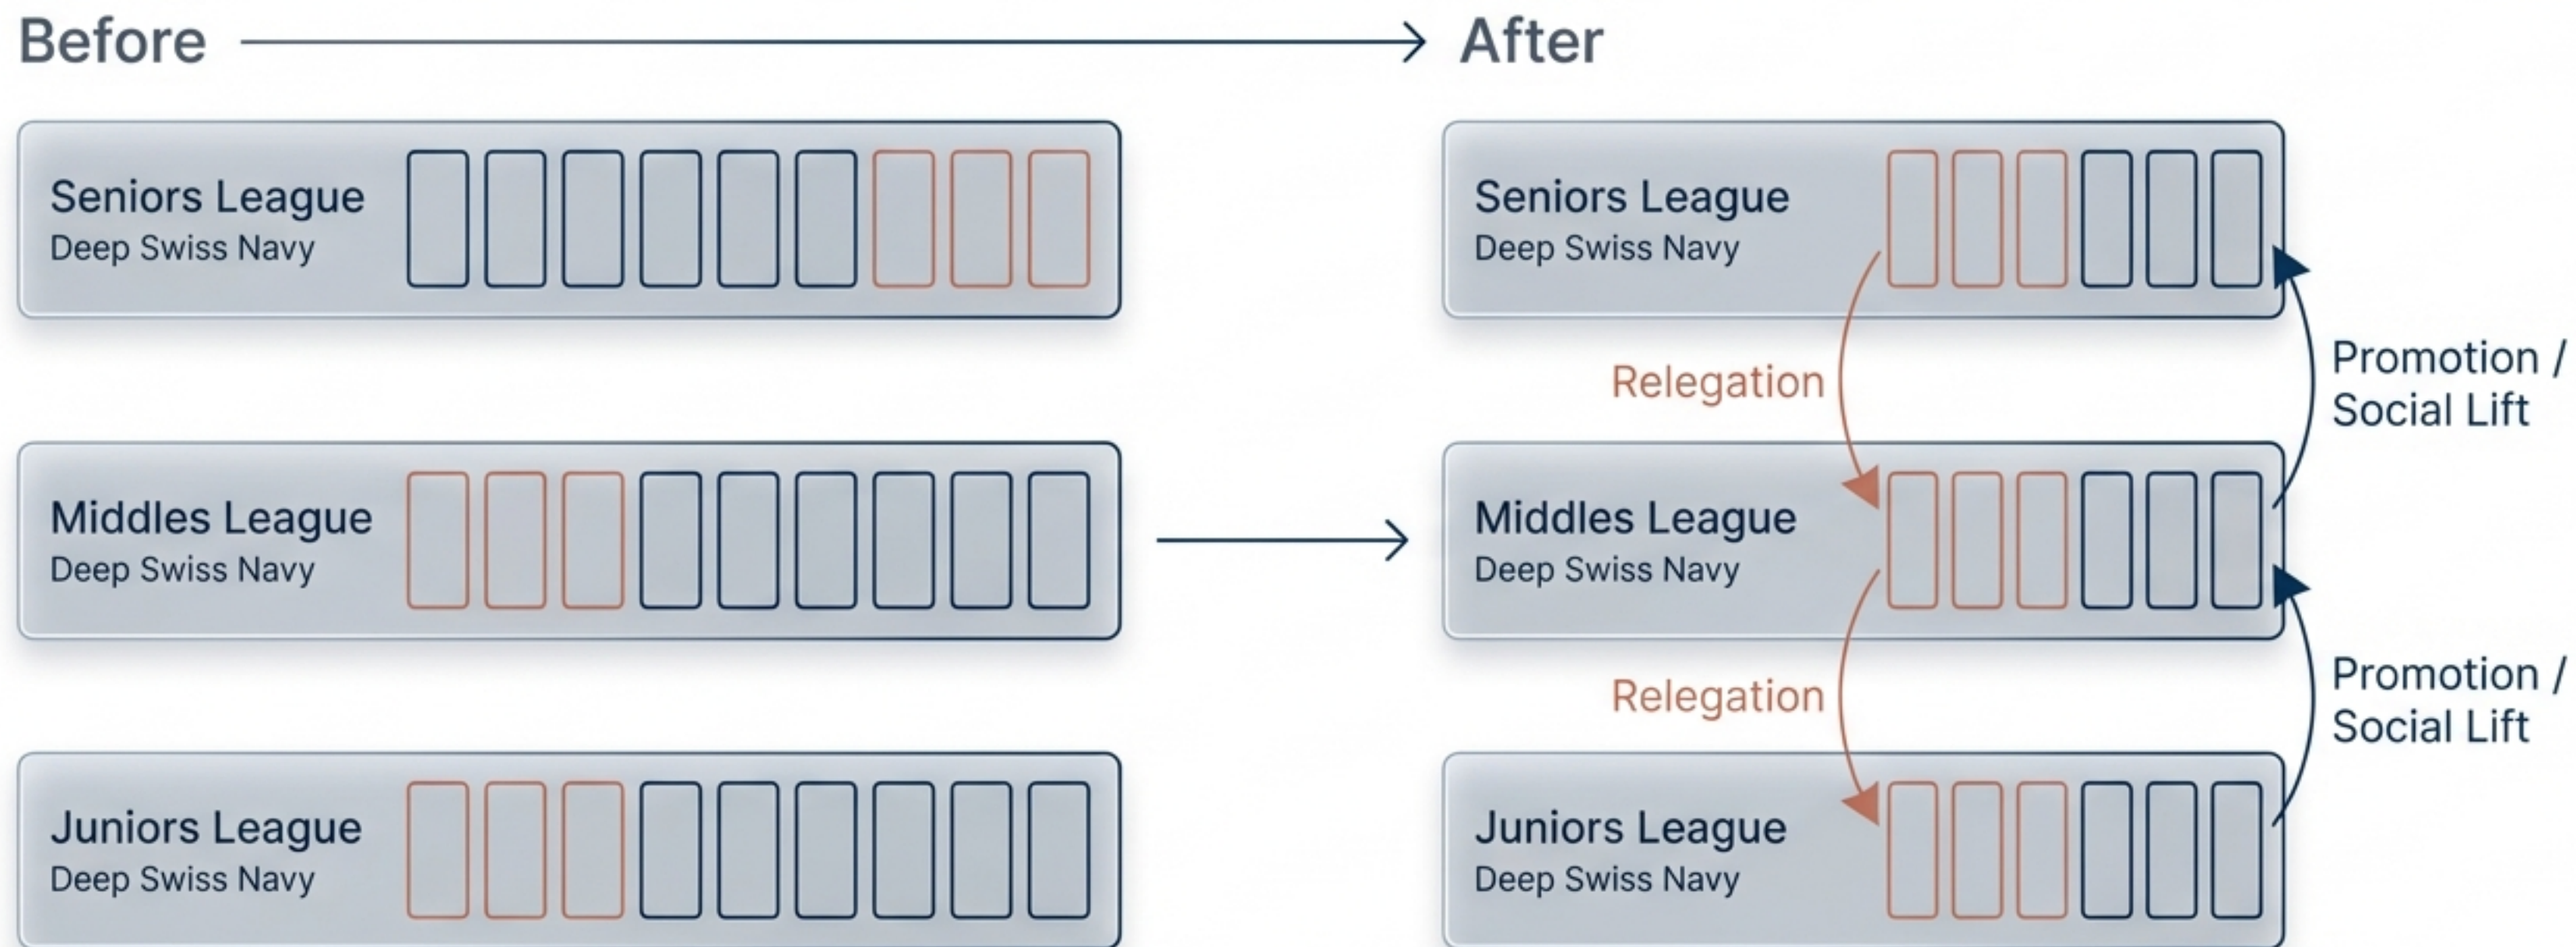 Before
After
Seniors League
Deep Swiss Navy
Middles League
Deep Swiss Navy
Juniors League
Deep Swiss Navy
Seniors League
Deep Swiss Navy
Relegation
Promotion /
Social Lift
Middles League
Deep Swiss Navy
Relegation
Promotion /
Social Lift
Juniors League
Deep Swiss Navy